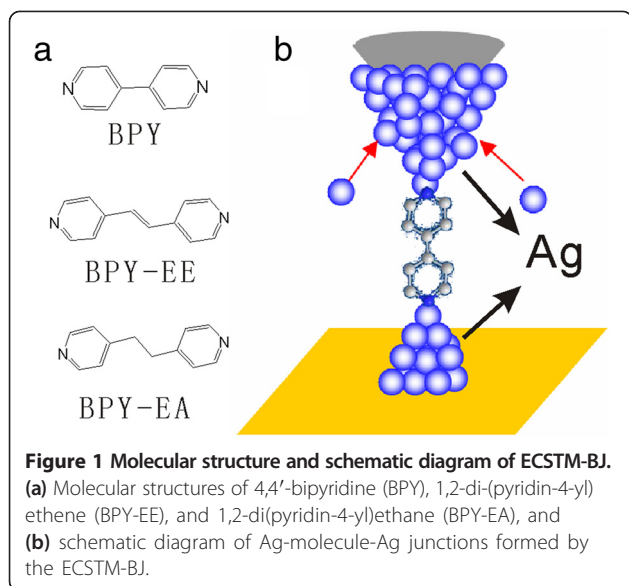 a
b
N
N
BPY
N
N
BPY-EE
N
N
BPY-EA
Ag
Figure 1 Molecular structure and schematic diagram of ECSTM-BJ.
(a) Molecular structures of 4,4′-bipyridine (BPY), 1,2-di-(pyridin-4-yl)
ethene (BPY-EE), and 1,2-di(pyridin-4-yl)ethane (BPY-EA), and
(b) schematic diagram of Ag-molecule-Ag junctions formed by
the ECSTM-BJ.